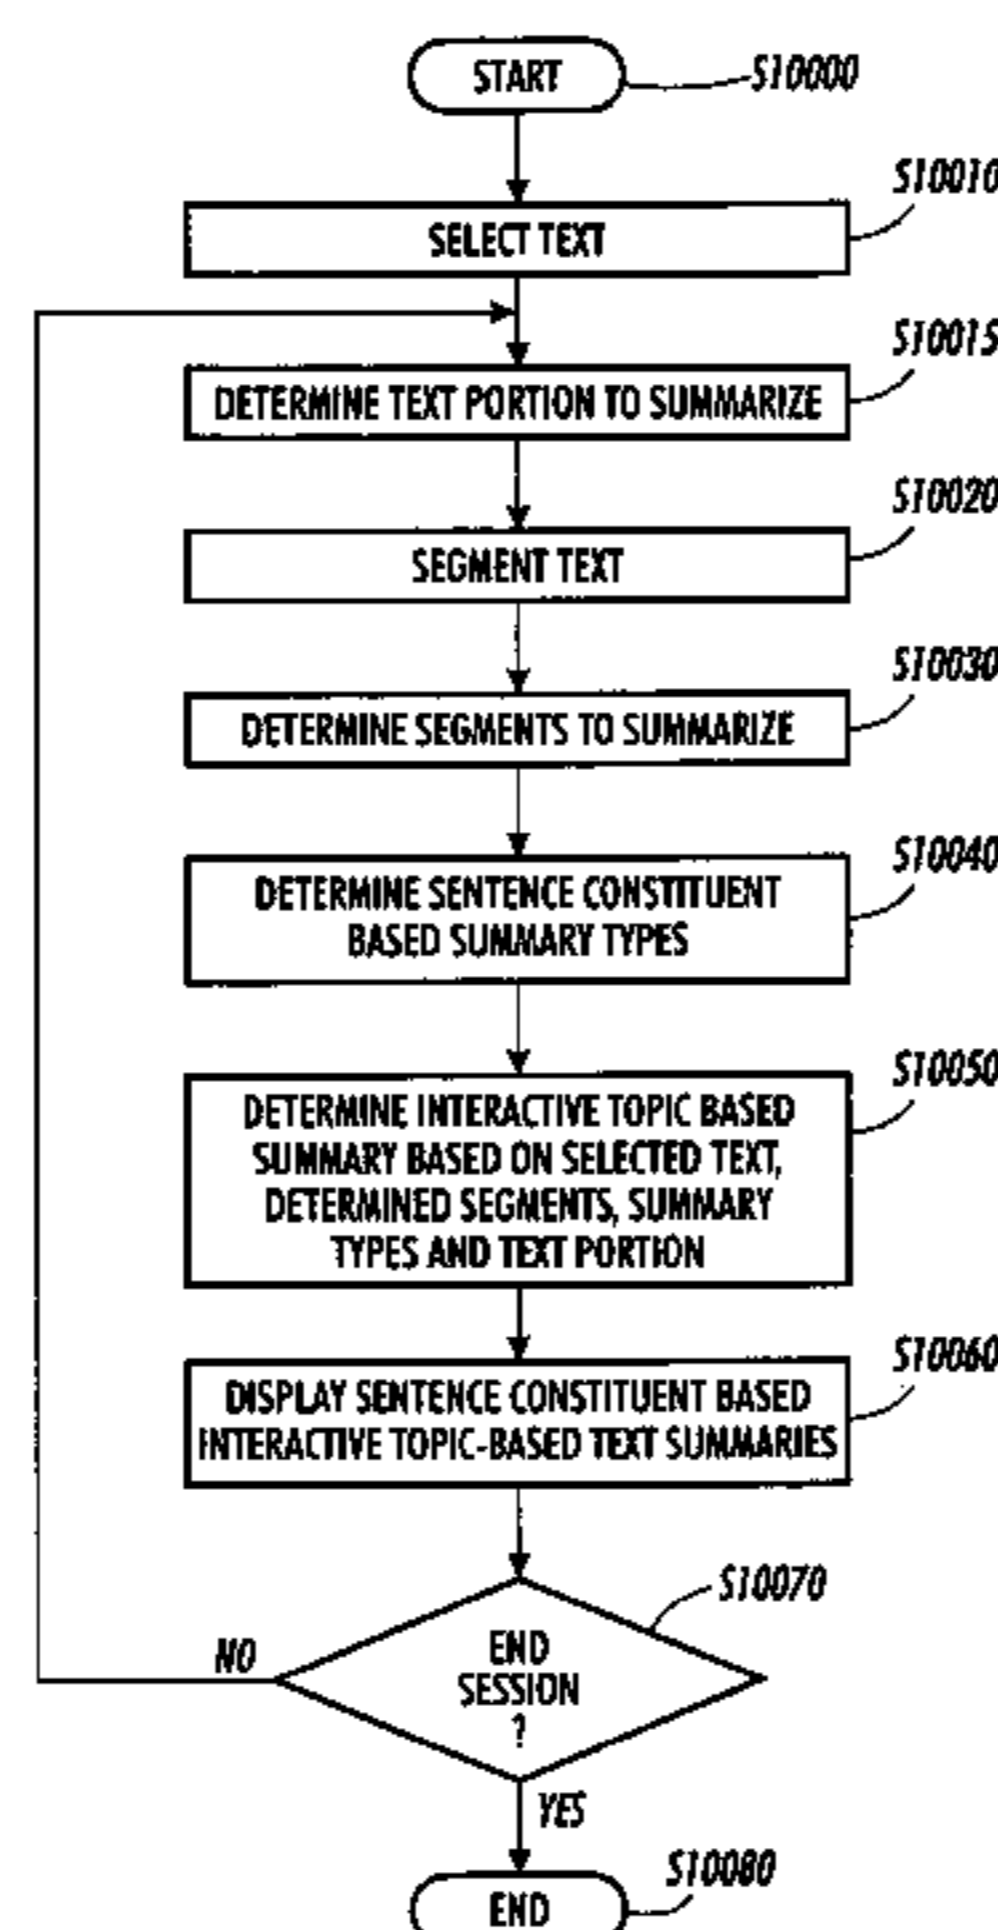 START
S10000
S10010
SELECT TEXT
S10015
DETERMINE TEXT PORTION TO SUMMARIZE
S10020
SEGMENT TEXT
S10030
DETERMINE SEGMENTS TO SUMMARIZE
S10040
DETERMINE SENTENCE CONSTITUENT
BASED SUMMARY TYPES
S10050
DETERMINE INTERACTIVE TOPIC BASED
SUMMARY BASED ON SELECTED TEXT,
DETERMINED SEGMENTS, SUMMARY
TYPES AND TEXT PORTION
S10060
DISPLAY SENTENCE CONSTITUENT BASED
INTERACTIVE TOPIC-BASED TEXT SUMMARIES
S10070
NO
END
SESSION
?
YES
S10080
END